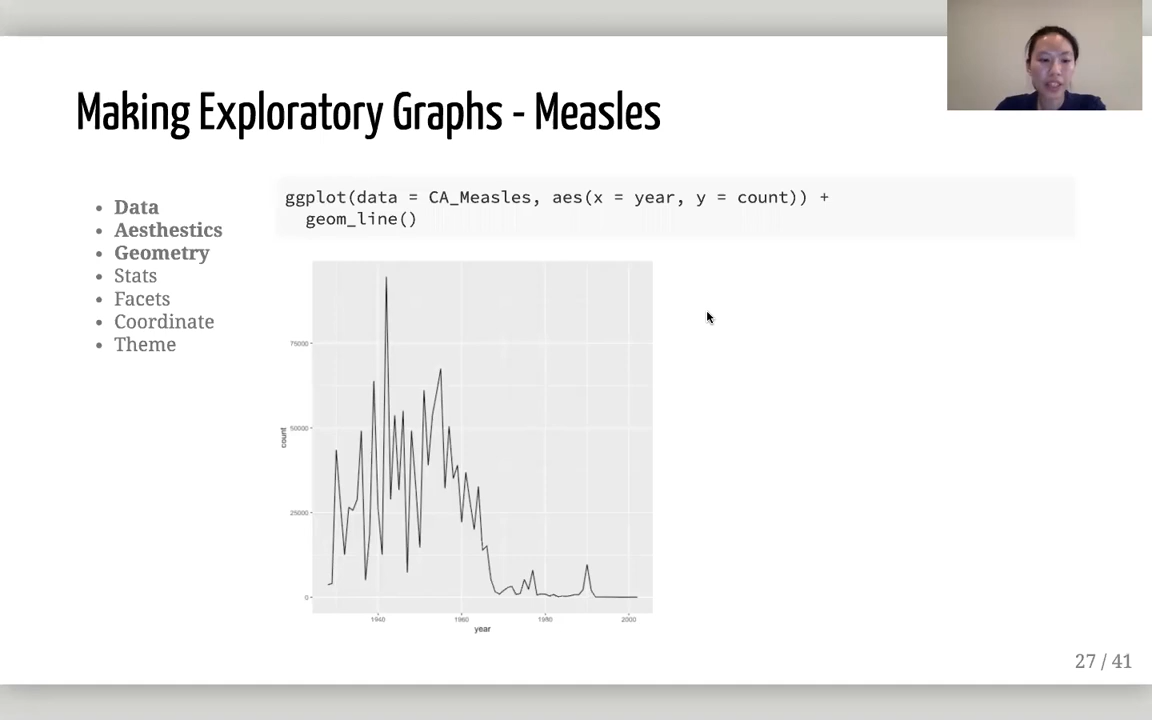 Making Exploratory Graphs - Measles
Data
Aesthestics
Geometry
Stats
Facets
Coordinate
Theme
ggplot(data = CA_Measles, aes(x = year, y = count)) +
geom_line()
75000
50000
25000
0
count
1940
1960
1980
2000
year
27 / 41